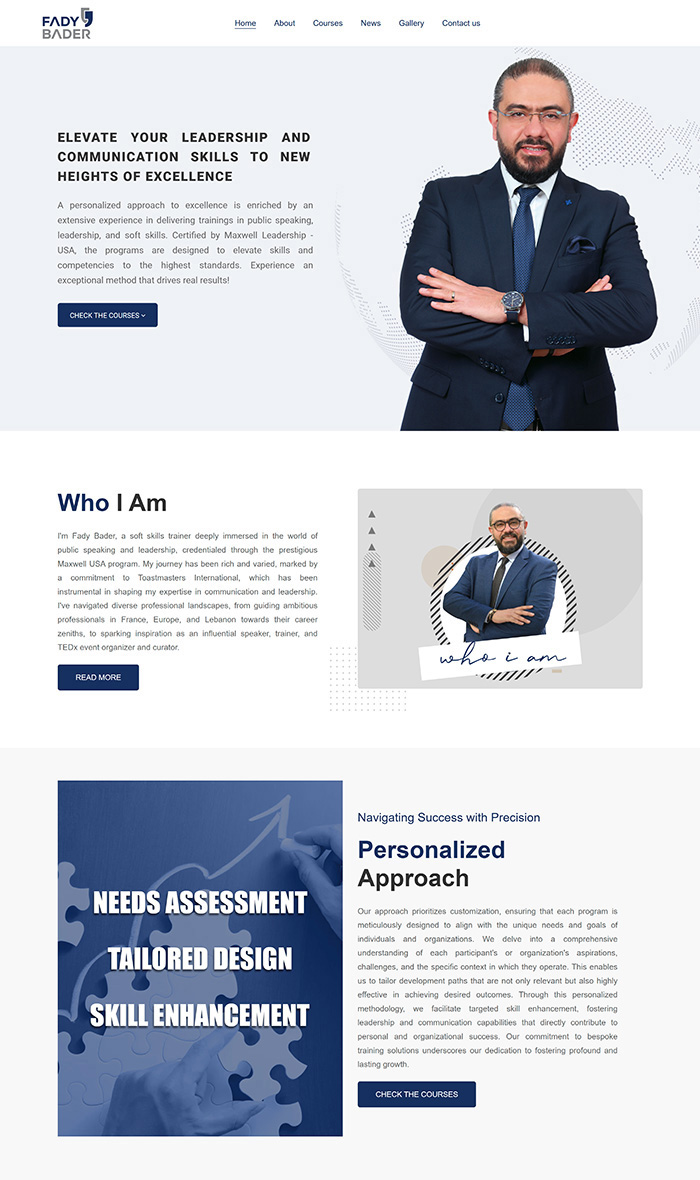 FADY
BADER
Home About Courses News Gallery Contact us
ELEVATE YOUR LEADERSHIP AND
COMMUNICATION SKILLS TO NEW
HEIGHTS OF EXCELLENCE
A personalized approach to excellence is enriched by an
extensive experience in delivering trainings in public speaking,
leadership, and soft skills. Certified by Maxwell Leadership -
USA, the programs are designed to elevate skills and
competencies to the highest standards. Experience an
exceptional method that drives real results!
CHECK THE COURSES
Who I Am
I'm Fady Bader, a soft skills trainer deeply immersed in the world of
public speaking and leadership, credentialed through the prestigious
Maxwell USA program. My journey has been rich and varied, marked by
a commitment to Toastmasters International, which has been
instrumental in shaping my expertise in communication and leadership.
I've navigated diverse professional landscapes, from guiding ambitious
professionals in France, Europe, and Lebanon towards their career
zeniths, to sparking inspiration as an influential speaker, trainer, and
TEDx event organizer and curator.
READ MORE
who i am
NEEDS ASSESSMENT
TAILORED DESIGN
SKILL ENHANCEMENT
Navigating Success with Precision
Personalized
Approach
Our approach prioritizes customization, ensuring that each program is
meticulously designed to align with the unique needs and goals of
individuals and organizations. We delve into a comprehensive
understanding of each participant's or organization's aspirations,
challenges, and the specific context in which they operate. This enables
us to tailor development paths that are not only relevant but also highly
effective in achieving desired outcomes. Through this personalized
methodology, we facilitate targeted skill enhancement, fostering
leadership and communication capabilities that directly contribute to
personal and organizational success. Our commitment to bespoke
training solutions underscores our dedication to fostering profound and
lasting growth.
CHECK THE COURSES